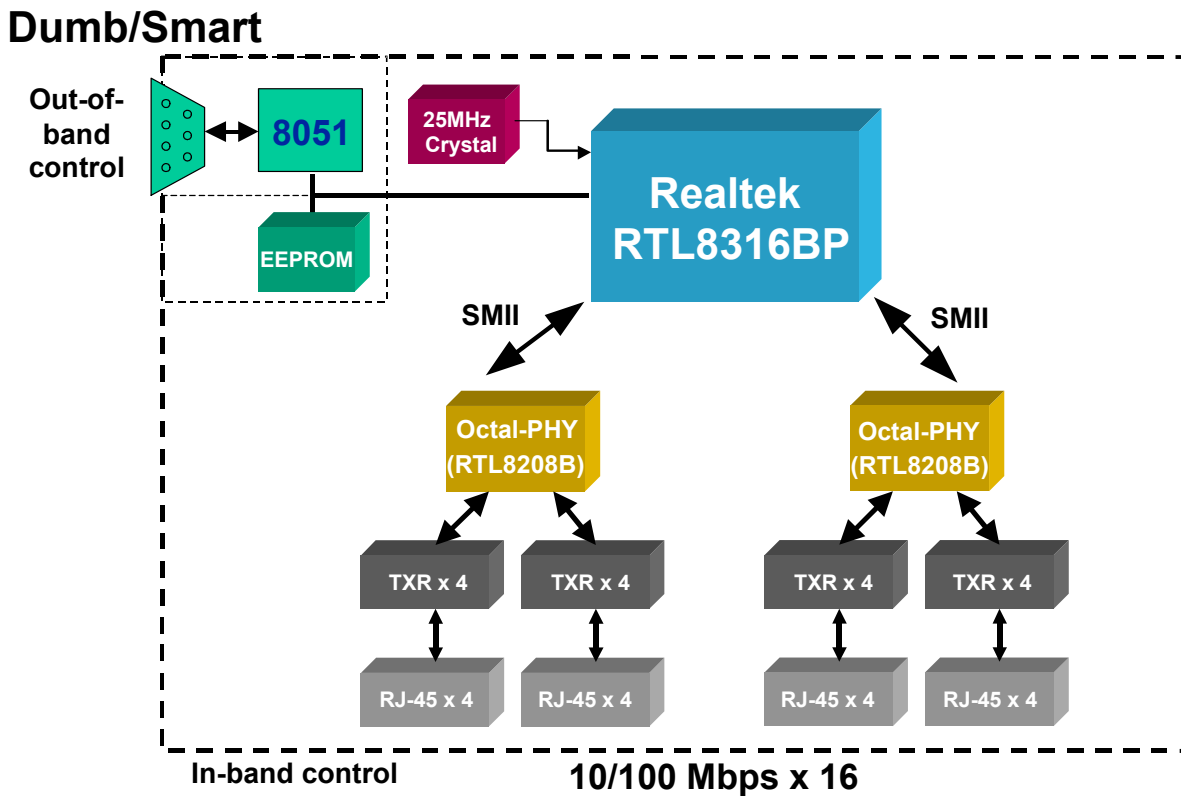 Dumb/Smart
Out-of-
band
control
8051
EEPROM
25MHz
Crystal
Realtek
RTL8316BP
SMII
SMII
Octal-PHY
(RTL8208B)
Octal-PHY
(RTL8208B)
TXR x 4
TXR x 4
TXR x 4
TXR x 4
RJ-45 x 4
RJ-45 x 4
RJ-45 x 4
RJ-45 x 4
In-band control
10/100 Mbps x 16